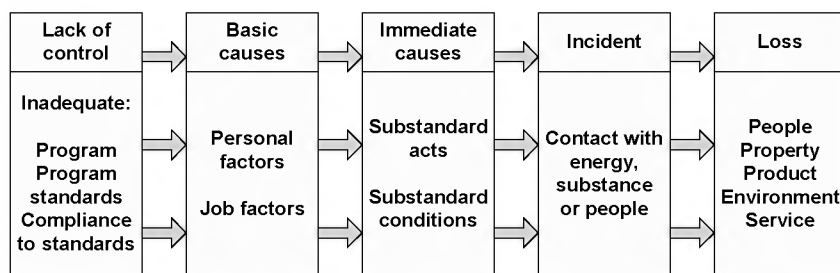 Lack of
control
Inadequate:
Program
Program
standards
Compliance
to standards
Basic
causes
Personal
factors
Job factors
Immediate
causes
Substandard
acts
Substandard
conditions
Incident
Contact with
energy,
substance
or people
Loss
People
Property
Product
Environment
Service